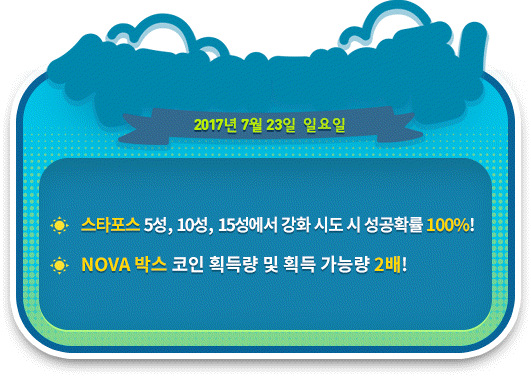 2017년 7월 23일 일요일
스타포스 5성, 10성, 15성에서 강화 시도 시 성공확률 100%!
NOVA 박스 코인 획득량 및 획득 가능량 2배!